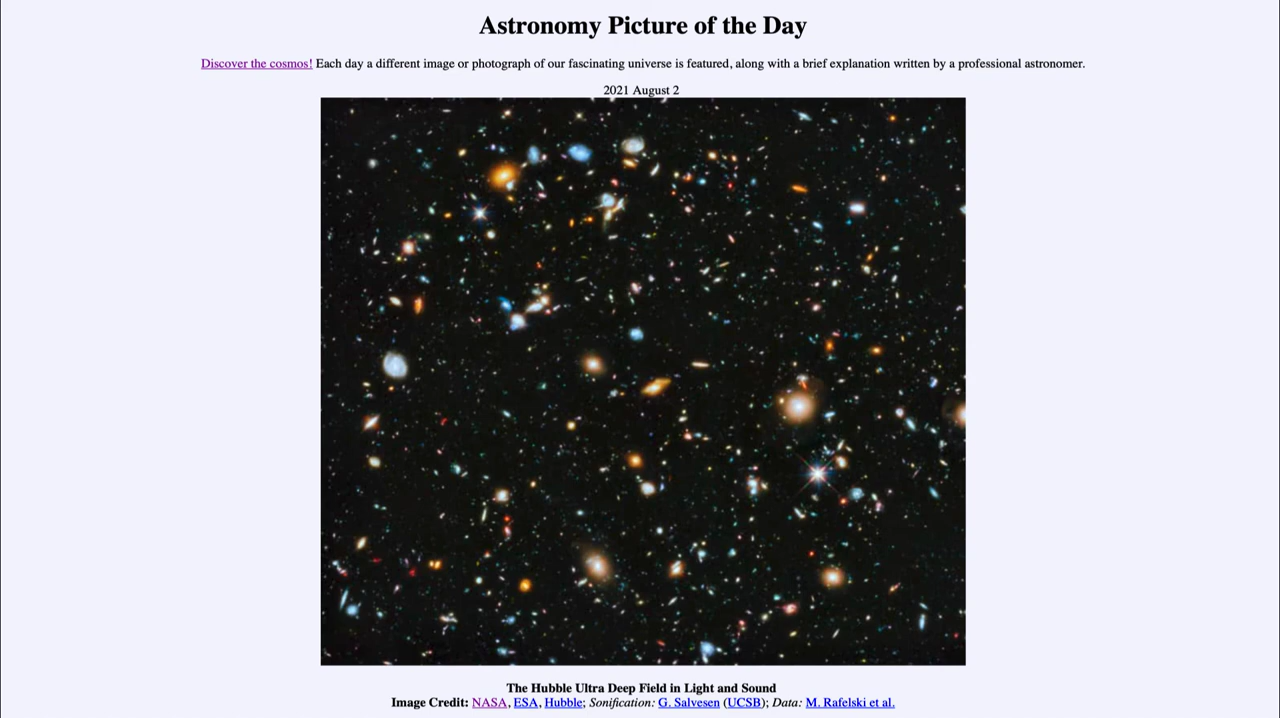 Astronomy Picture of the Day
Discover the cosmos! Each day a different image or photograph of our fascinating universe is featured, along with a brief explanation written by a professional astronomer.
2021 August 2
The Hubble Ultra Deep Field in Light and Sound
Image Credit: NASA, ESA, Hubble; Sonification: G. Salvesen (UCSB); Data: M. Rafelski et al.